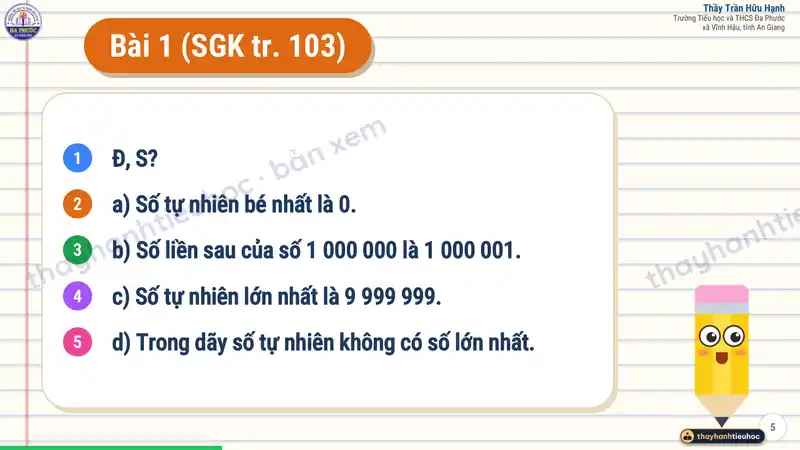 Thầy Trần Hữu Hạnh
Trường Tiểu học và THCS Đa Phước
xã Vĩnh Hậu, tỉnh An Giang
ĐA PHƯỚC
Bài 1 (SGK tr. 103)
1 Đ, S?
2 a) Số tự nhiên bé nhất là 0.
3 b) Số liền sau của số 1 000 000 là 1 000 001.
4 c) Số tự nhiên lớn nhất là 9 999 999.
5 d) Trong dãy số tự nhiên không có số lớn nhất.
thayhanhtieuhoc · bản xem
thayhanhtieu
thayhanhtieuhoc
5